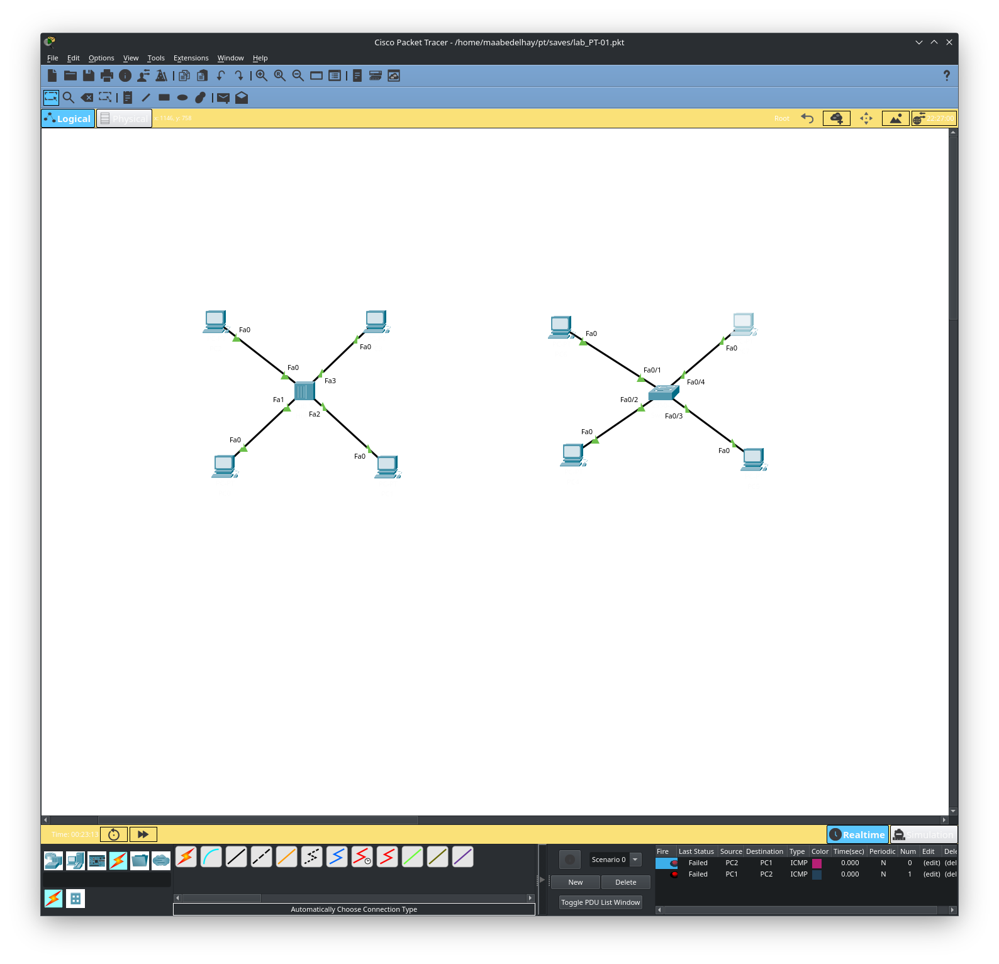 Cisco Packet Tracer - /home/maabedelhay/pt/saves/lab_PT-01.pkt
File Edit Options View Tools Extensions Window Help
Logical Physical x: 1146, y: 758 Root 22:27:00
Fa0
Fa0
Fa0
Fa3
Fa1
Fa2
Fa0
Fa0
Fa0
Fa0
Fa0/1
Fa0/4
Fa0/2
Fa0/3
Fa0
Fa0
Time: 00:23:13 Realtime Simulation
Automatically Choose Connection Type
Scenario 0
New Delete
Toggle PDU List Window
Fire Last Status Source Destination Type Color Time(sec) Periodic Num Edit Dele
Failed PC2 PC1 ICMP 0.000 N 0 (edit) (del
Failed PC1 PC2 ICMP 0.000 N 1 (edit) (del